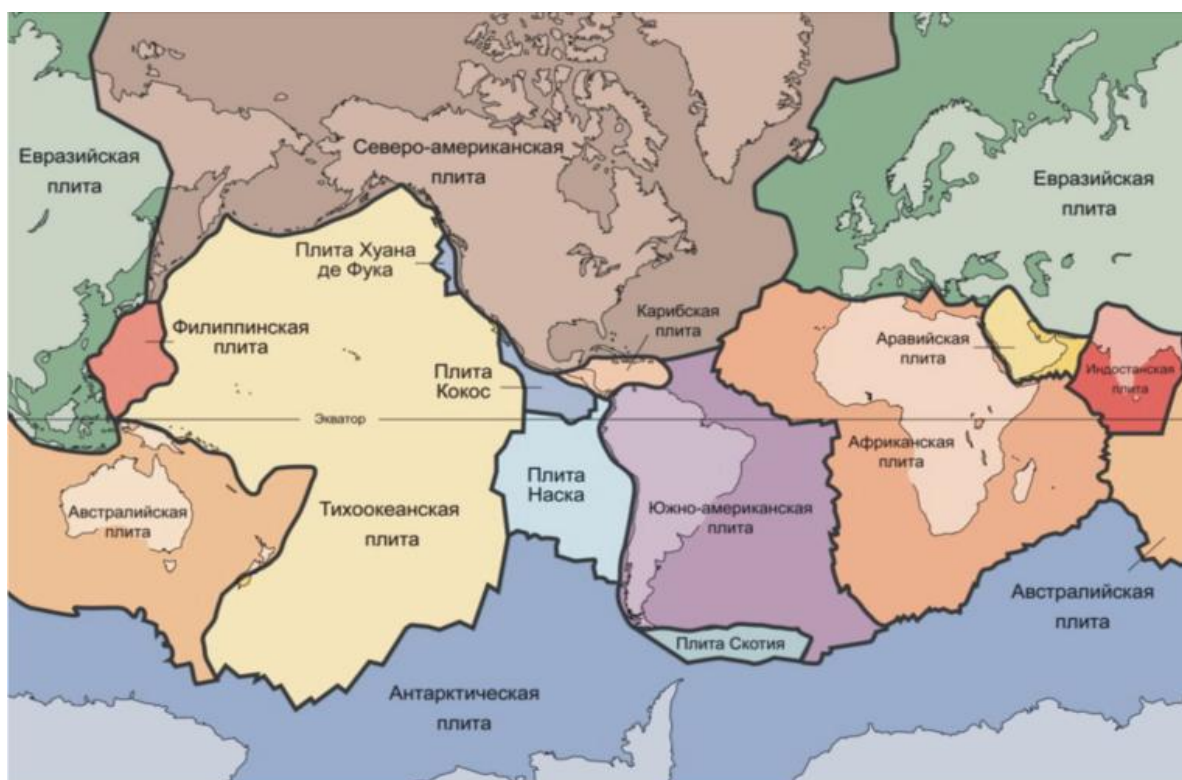 Евразийская
плита
Северо-американская
плита
Евразийская
плита
Плита Хуана
де Фука
Карибская
плита
Филиппинская
плита
Аравийская
плита
Плита
Кокос
Индостанская
плита
Экватор
Африканская
плита
Плита
Наска
Австралийская
плита
Тихоокеанская
плита
Южно-американская
плита
Австралийская
плита
Плита Скотия
Антарктическая
плита